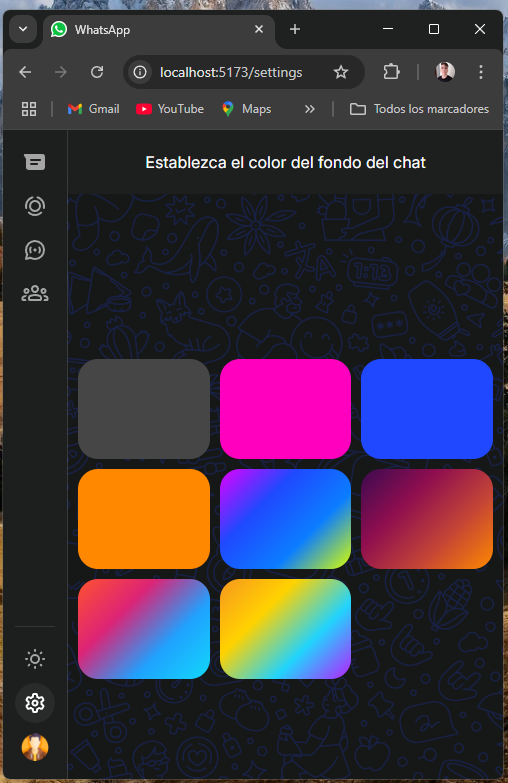 WhatsApp
localhost:5173/settings
Gmail
YouTube
Maps
Todos los marcadores
Establezca el color del fondo del chat